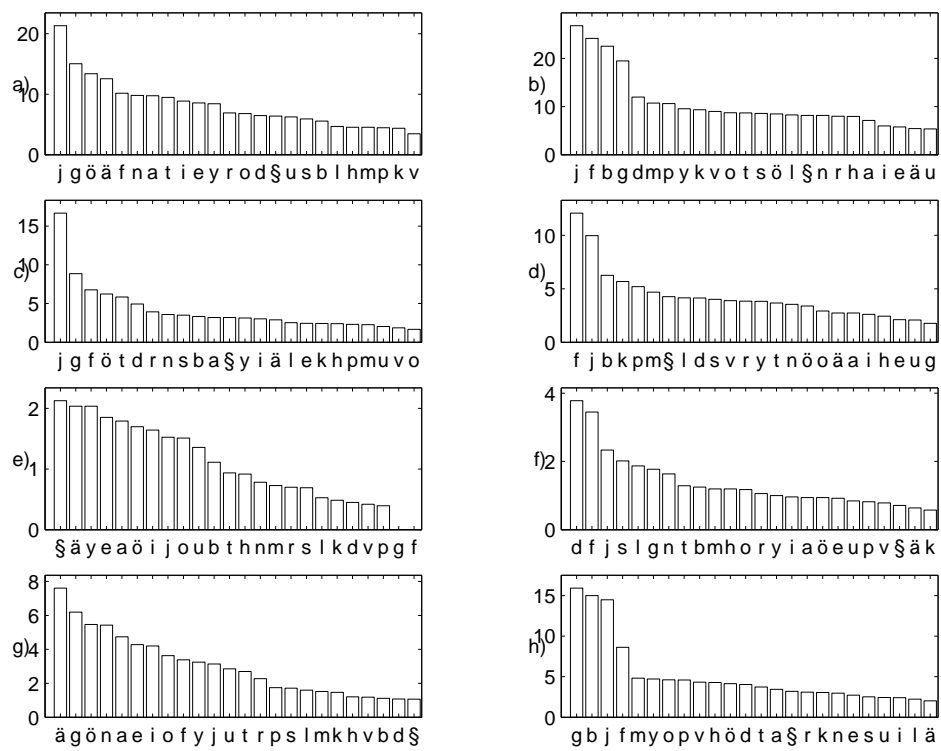 20
a)
10
0
j g ö ä f n a t i e y r o d § u s b l h m p k v
20
b)
10
0
j f b g d m p y k v o t s ö l § n r h a i e ä u
15
10
c)
5
0
j g f ö t d r n s b a § y i ä l e k h p m u v o
10
d)
5
0
f j b k p m § l d s v r y t n ö o ä a i h e u g
2
e)
1
0
§ ä y e a ö i j o u b t h n m r s l k d v p g f
4
f)
2
0
d f j s l g n t b m h o r y i a ö e u p v § ä k
8
6
g)
4
2
0
ä g ö n a e i o f y j u t r p s l m k h v b d §
15
10
h)
5
0
g b j f m y o p v h ö d t a § r k n e s u i l ä